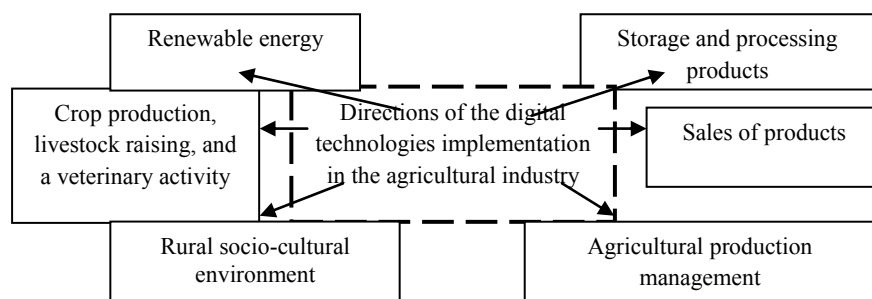 Renewable energy
Storage and processing
products
Crop production,
livestock raising, and
a veterinary activity
Directions of the digital
technologies implementation
in the agricultural industry
Sales of products
Rural socio-cultural
environment
Agricultural production
management